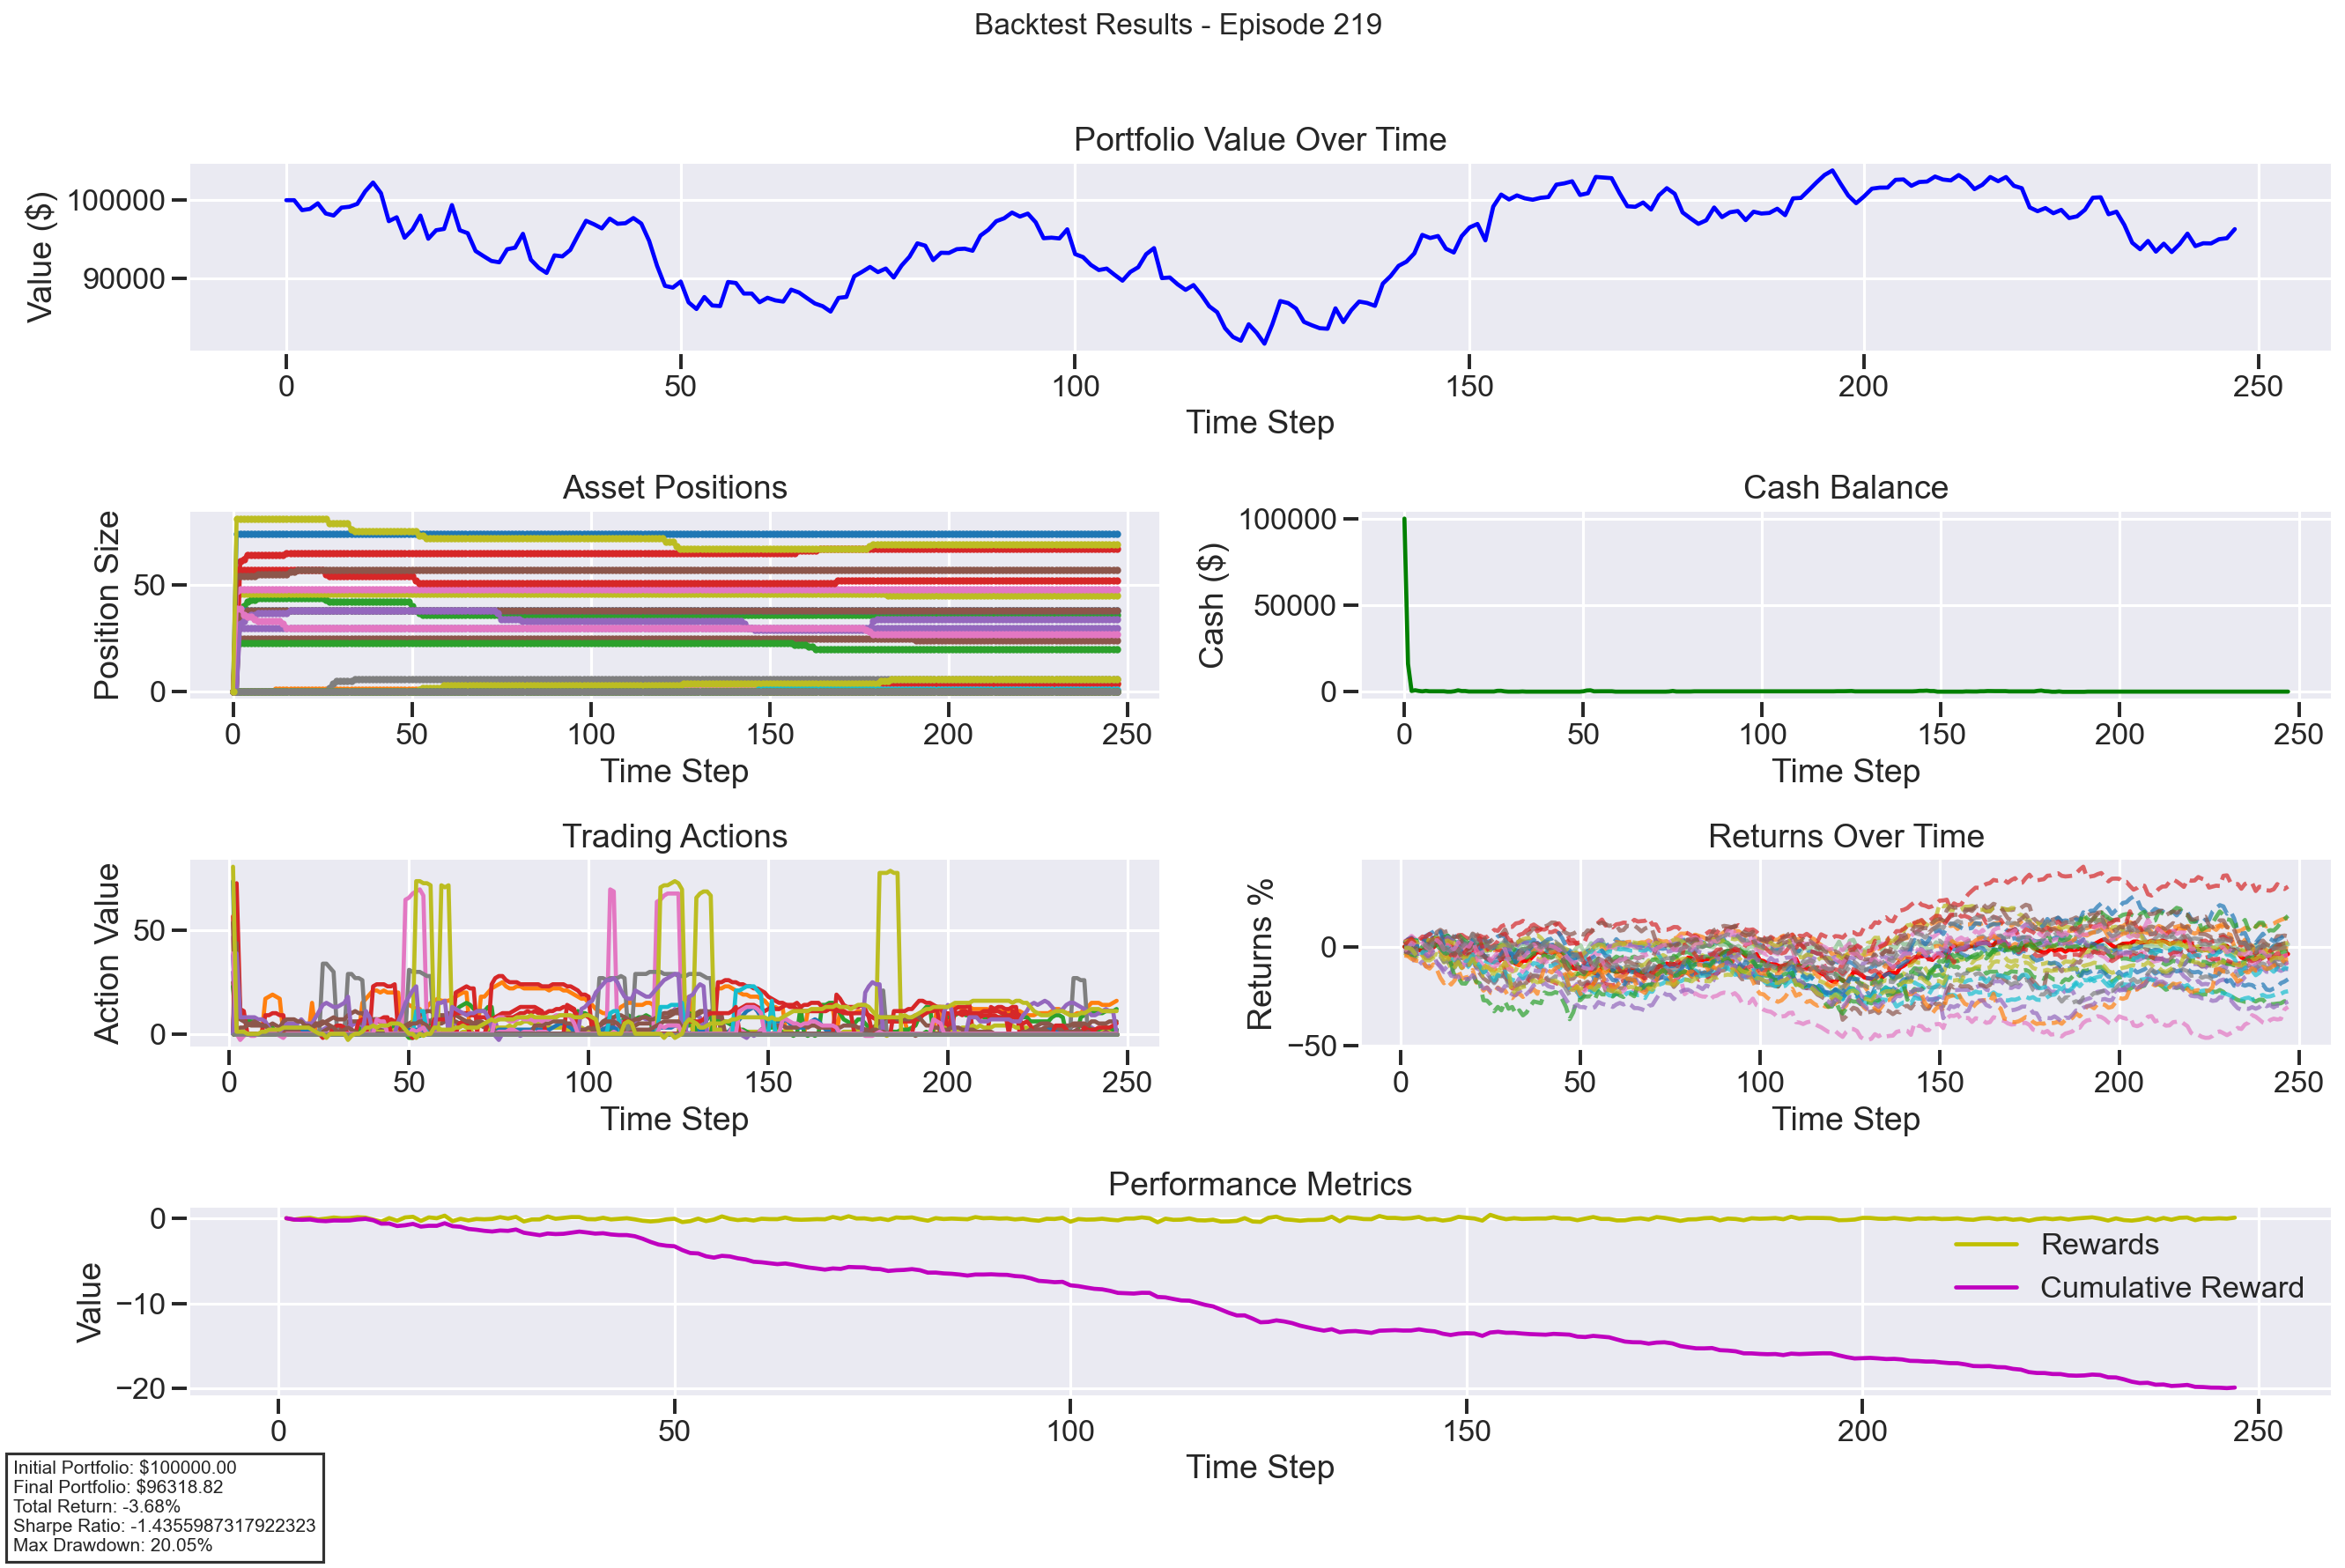 Backtest Results - Episode 219
Portfolio Value Over Time
Value ($)
100000
90000
0 50 100 150 200 250
Time Step
Asset Positions
Position Size
50
0
0 50 100 150 200 250
Time Step
Cash Balance
Cash ($)
100000
50000
0
0 50 100 150 200 250
Time Step
Trading Actions
Action Value
50
0
0 50 100 150 200 250
Time Step
Returns Over Time
Returns %
0
−50
0 50 100 150 200 250
Time Step
Performance Metrics
Value
0
−10
−20
Rewards
Cumulative Reward
0 50 100 150 200 250
Time Step
Initial Portfolio: $100000.00
Final Portfolio: $96318.82
Total Return: -3.68%
Sharpe Ratio: -1.4355987317922323
Max Drawdown: 20.05%